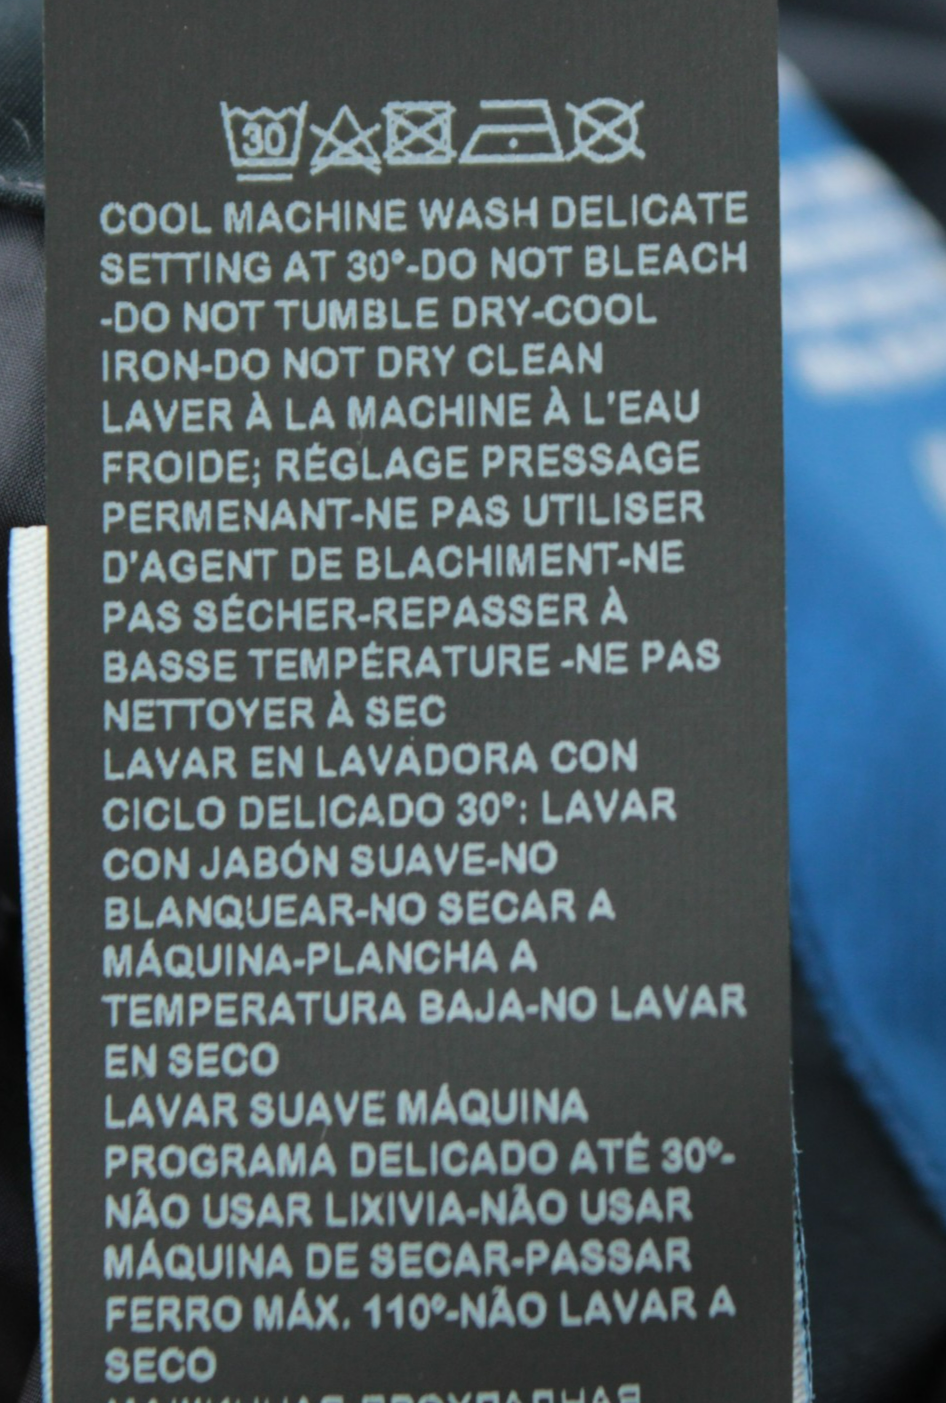 30
COOL MACHINE WASH DELICATE
SETTING AT 30°-DO NOT BLEACH
-DO NOT TUMBLE DRY-COOL
IRON-DO NOT DRY CLEAN
LAVER À LA MACHINE À L'EAU
FROIDE; RÉGLAGE PRESSAGE
PERMENANT-NE PAS UTILISER
D'AGENT DE BLACHIMENT-NE
PAS SÉCHER-REPASSER À
BASSE TEMPÉRATURE -NE PAS
NETTOYER À SEC
LAVAR EN LAVADORA CON
CICLO DELICADO 30°: LAVAR
CON JABÓN SUAVE-NO
BLANQUEAR-NO SECAR A
MÁQUINA-PLANCHA A
TEMPERATURA BAJA-NO LAVAR
EN SECO
LAVAR SUAVE MÁQUINA
PROGRAMA DELICADO ATÉ 30º-
NÃO USAR LIXIVIA-NÃO USAR
MÁQUINA DE SECAR-PASSAR
FERRO MÁX. 110º-NÃO LAVAR A
SECO